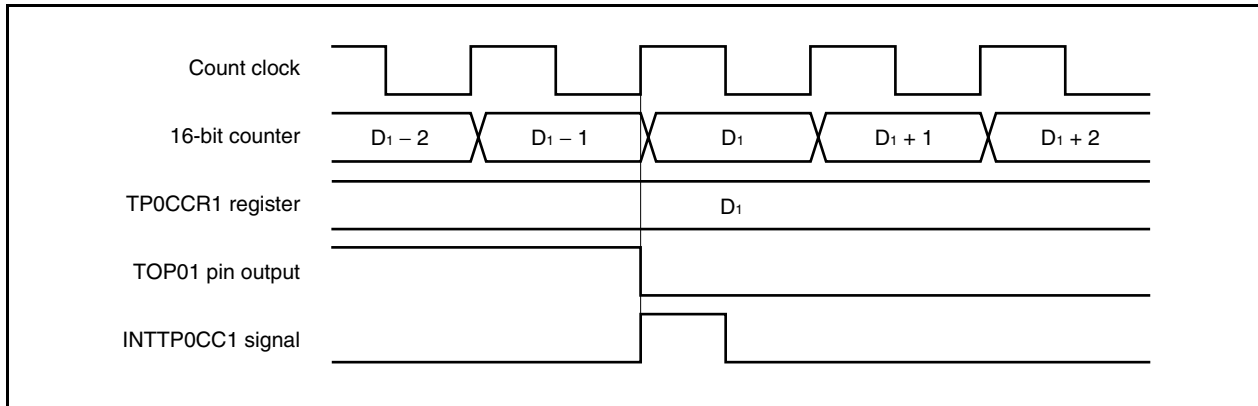 Count clock
16-bit counter D₁ − 2 D₁ − 1 D₁ D₁ + 1 D₁ + 2
TP0CCR1 register D₁
TOP01 pin output
INTTP0CC1 signal